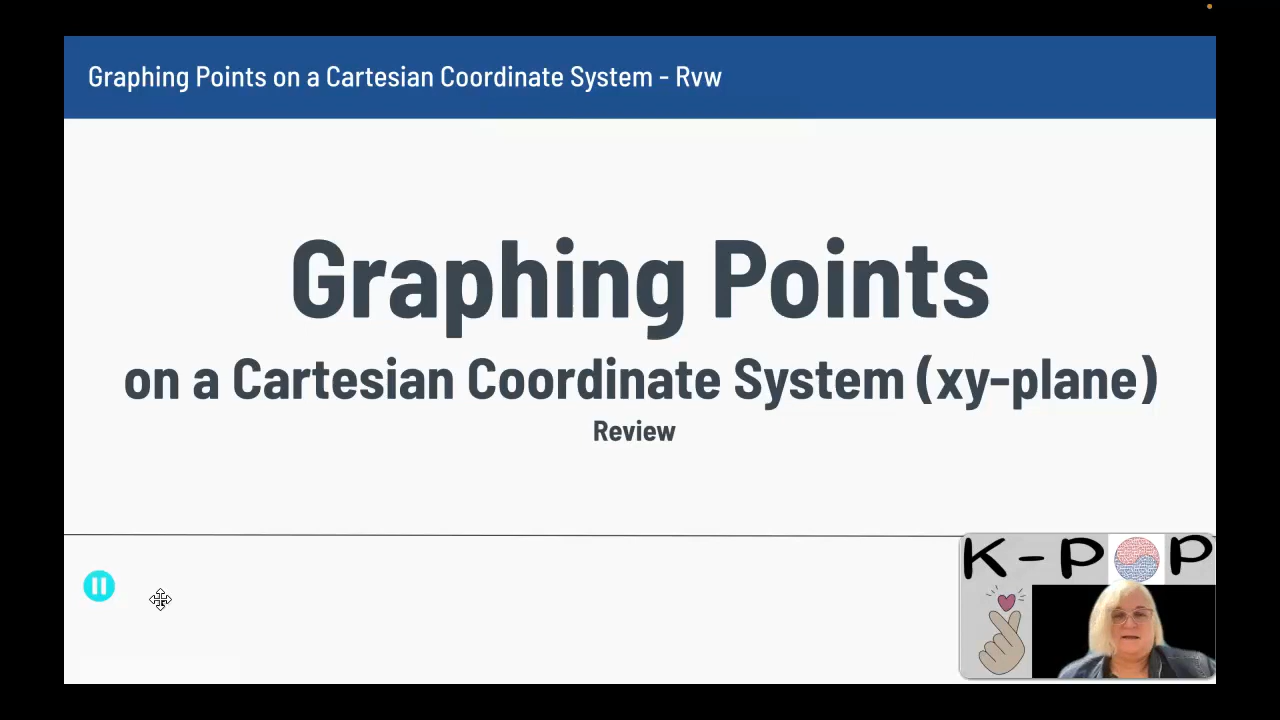 Graphing Points on a Cartesian Coordinate System - Rvw
Graphing Points
on a Cartesian Coordinate System (xy-plane)
Review
K-POP